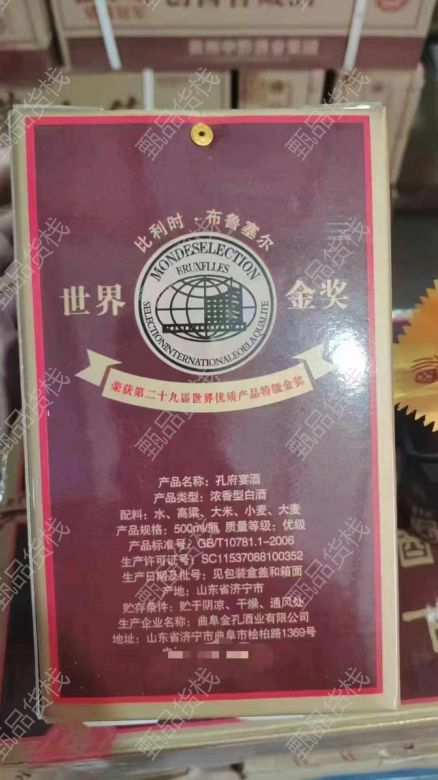 比利时·布鲁塞尔
MONDESELECTION
BRUXFLLES
SELECTIONINTERNATIONALEOELAQUALITE
世界
金奖
荣获第二十九届世界优质产品特级金奖
产品名称：孔府宴酒
产品类型：浓香型白酒
配料：水、高粱、大米、小麦、大麦
产品规格：500ml/瓶 质量等级：优级
产品标准号：GB/T10781.1-2006
生产许可证号：SC11537088100352
生产日期及批号：见包装盒盖和箱面
产地：山东省济宁市
贮存条件：贮于阴凉、干燥、通风处
生产企业名称：曲阜金孔酒业有限公司
地址：山东省济宁市曲阜市桧柏路1369号
甄品货栈